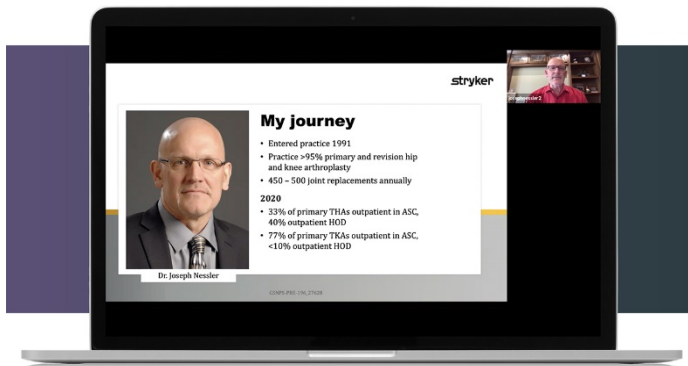 stryker
My journey
• Entered practice 1991
• Practice >95% primary and revision hip
and knee arthroplasty
• 450 – 500 joint replacements annually
2020
• 33% of primary THAs outpatient in ASC,
40% outpatient HOD
• 77% of primary TKAs outpatient in ASC,
<10% outpatient HOD
Dr. Joseph Nessler